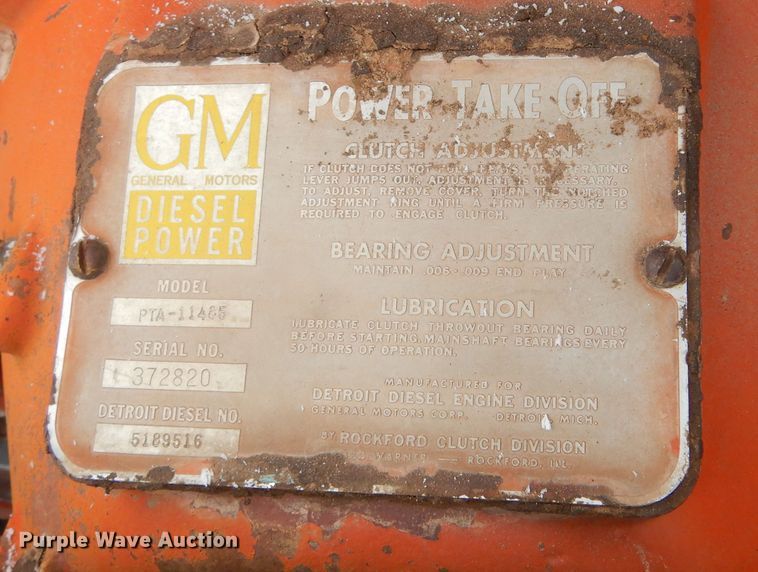 GM
GENERAL MOTORS
DIESEL
POWER
MODEL
PTA-11465
SERIAL NO.
372820
DETROIT DIESEL NO.
5189516
POWER TAKE OFF
CLUTCH ADJUSTMENT
IF CLUTCH DOES NOT PULL, HEATS, OR OPERATING
LEVER JUMPS OUT, ADJUSTMENT IS NECESSARY.
TO ADJUST, REMOVE COVER, TURN THE
ADJUSTMENT RING UNTIL A FIRM PRESSURE IS
REQUIRED TO ENGAGE CLUTCH.
BEARING ADJUSTMENT
MAINTAIN .006-.009 END PLAY
LUBRICATION
LUBRICATE CLUTCH THROWOUT BEARING DAILY
BEFORE STARTING, MAINSHAFT BEARINGS EVERY
50-HOURS OF OPERATION.
MANUFACTURED FOR
DETROIT DIESEL ENGINE DIVISION
GENERAL MOTORS CORP. DETROIT, MICH.
BY ROCKFORD CLUTCH DIVISION
WARNER — ROCKFORD, ILL.
Purple Wave Auction®